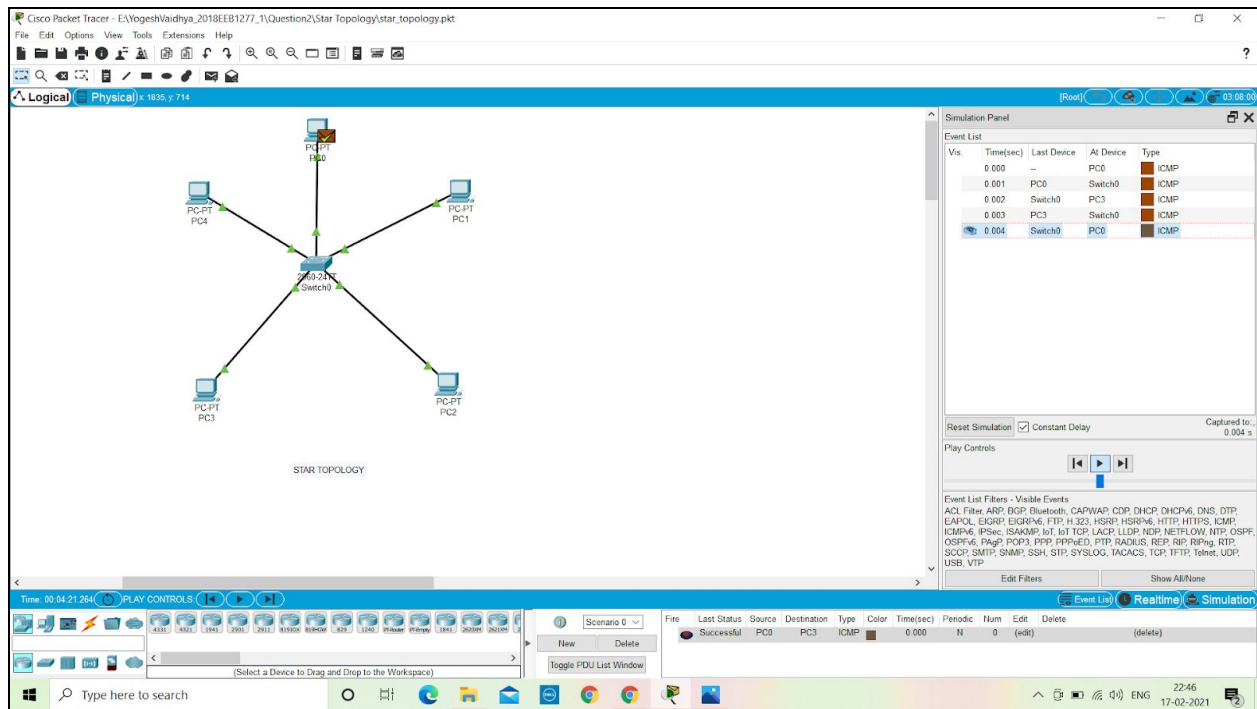 Cisco Packet Tracer - E:\YogeshVaidhya_2018EEB1277_1\Question2\Star Topology\star_topology.pkt
File Edit Options View Tools Extensions Help
?
Logical Physical x: 1835, y: 714 [Root] 03:08:00
PC-PT
PC0
PC-PT
PC4
PC-PT
PC1
2960-24TT
Switch0
PC-PT
PC3
PC-PT
PC2
STAR TOPOLOGY
Simulation Panel
Event List
Vis. Time(sec) Last Device At Device Type
0.000 -- PC0 ICMP
0.001 PC0 Switch0 ICMP
0.002 Switch0 PC3 ICMP
0.003 PC3 Switch0 ICMP
0.004 Switch0 PC0 ICMP
Reset Simulation Constant Delay Captured to:
0.004 s
Play Controls
Event List Filters - Visible Events
ACL Filter, ARP, BGP, Bluetooth, CAPWAP, CDP, DHCP, DHCPv6, DNS, DTP,
EAPOL, EIGRP, EIGRPv6, FTP, H.323, HSRP, HSRPv6, HTTP, HTTPS, ICMP,
ICMPv6, IPSec, ISAKMP, IoT, IoT TCP, LACP, LLDP, NDP, NETFLOW, NTP, OSPF,
OSPFv6, PAgP, POP3, PPP, PPPoED, PTP, RADIUS, REP, RIP, RIPng, RTP,
SCCP, SMTP, SNMP, SSH, STP, SYSLOG, TACACS, TCP, TFTP, Telnet, UDP,
USB, VTP
Edit Filters Show All/None
Time: 00:04:21.264 PLAY CONTROLS: Event List Realtime Simulation
4331 4321 1941 2901 2911 819IOX 819HGW 829 1240 PT-Router PT-Empty 1841 2620XM 2621XM
(Select a Device to Drag and Drop to the Workspace)
Scenario 0
New Delete
Toggle PDU List Window
Fire Last Status Source Destination Type Color Time(sec) Periodic Num Edit Delete
Successful PC0 PC3 ICMP 0.000 N 0 (edit) (delete)
Type here to search
DELL
ENG
22:46
17-02-2021
2